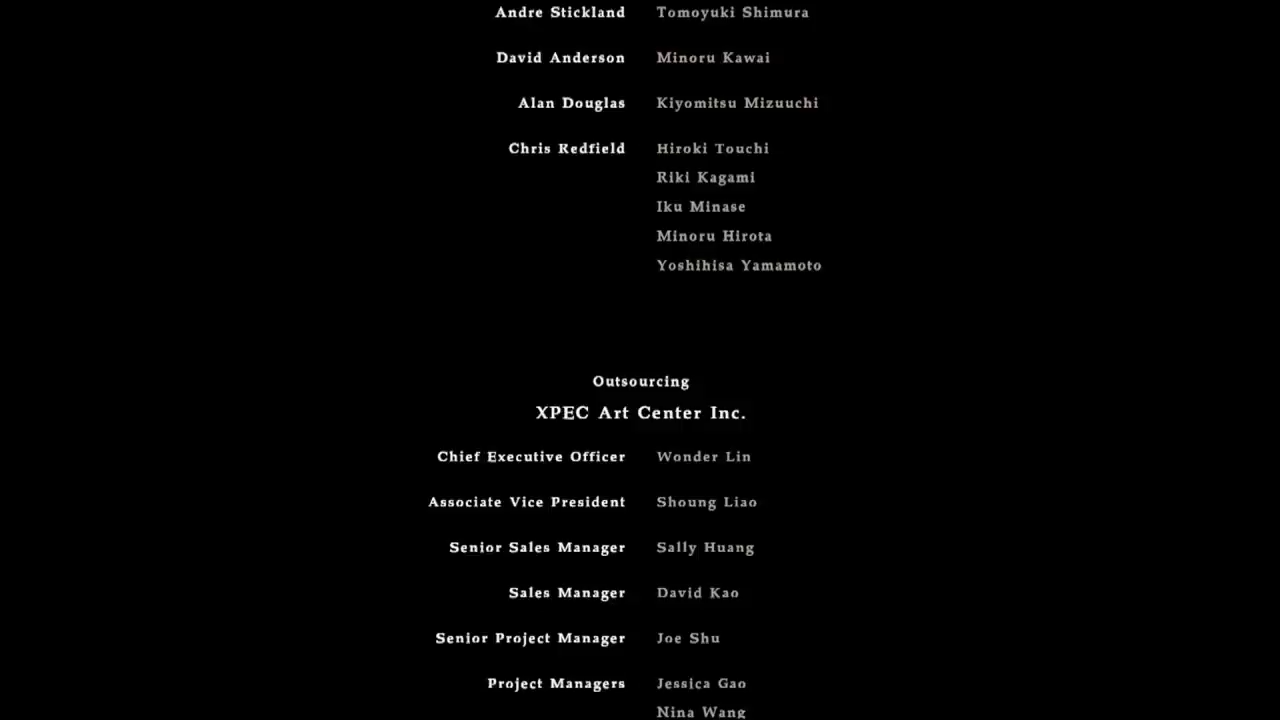 Andre Stickland Tomoyuki Shimura
David Anderson Minoru Kawai
Alan Douglas Kiyomitsu Mizuuchi
Chris Redfield Hiroki Touchi
Riki Kagami
Iku Minase
Minoru Hirota
Yoshihisa Yamamoto
Outsourcing
XPEC Art Center Inc.
Chief Executive Officer Wonder Lin
Associate Vice President Shoung Liao
Senior Sales Manager Sally Huang
Sales Manager David Kao
Senior Project Manager Joe Shu
Project Managers Jessica Gao
Nina Wang